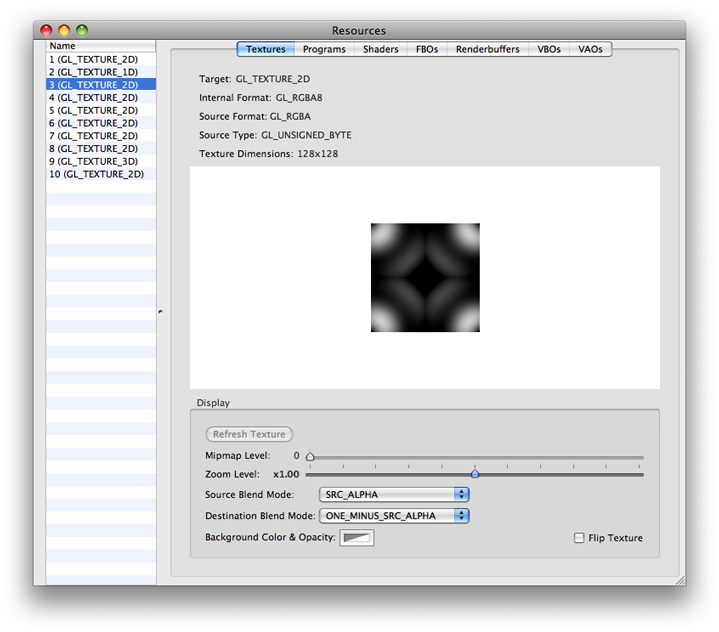 Resources
Name
1 (GL_TEXTURE_2D)
2 (GL_TEXTURE_1D)
3 (GL_TEXTURE_2D)
4 (GL_TEXTURE_2D)
5 (GL_TEXTURE_2D)
6 (GL_TEXTURE_2D)
7 (GL_TEXTURE_2D)
8 (GL_TEXTURE_2D)
9 (GL_TEXTURE_3D)
10 (GL_TEXTURE_2D)
Textures Programs Shaders FBOs Renderbuffers VBOs VAOs
Target: GL_TEXTURE_2D
Internal Format: GL_RGBA8
Source Format: GL_RGBA
Source Type: GL_UNSIGNED_BYTE
Texture Dimensions: 128x128
Display
Refresh Texture
Mipmap Level: 0
Zoom Level: x1.00
Source Blend Mode: SRC_ALPHA
Destination Blend Mode: ONE_MINUS_SRC_ALPHA
Background Color & Opacity:
Flip Texture